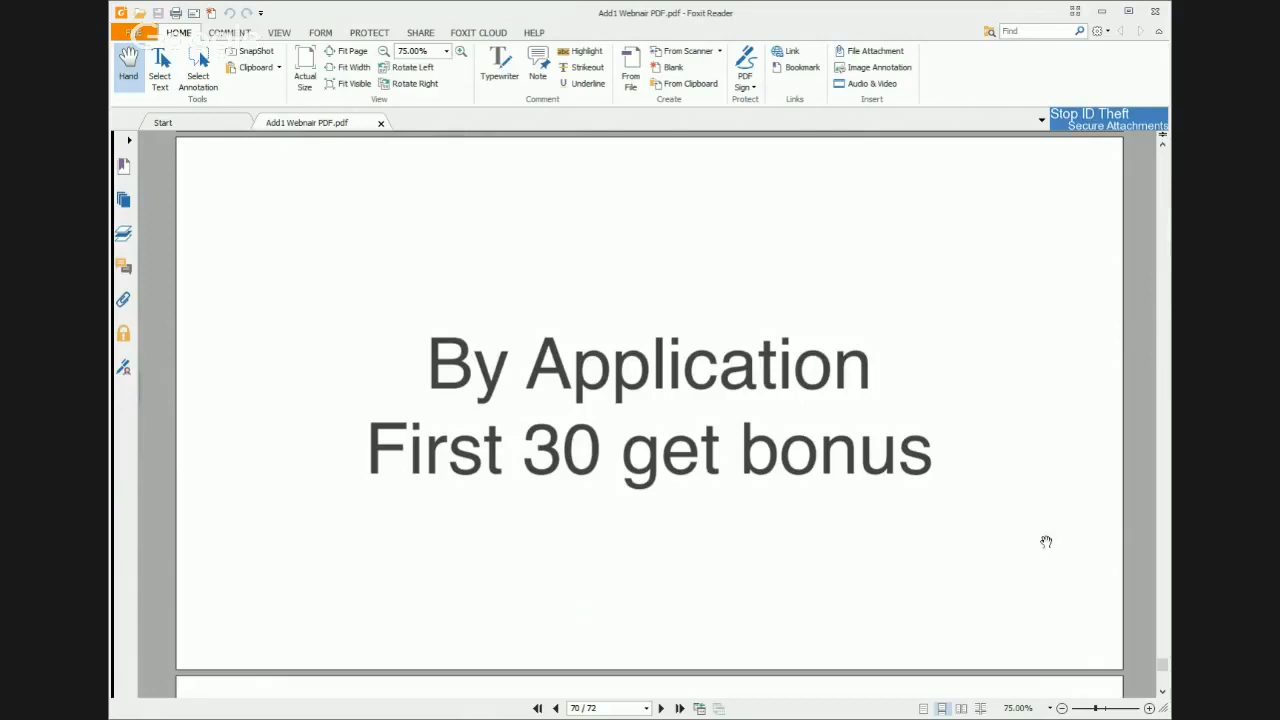 Add1 Webnair PDF.pdf - Foxit Reader
FILE HOME COMMENT VIEW FORM PROTECT SHARE FOXIT CLOUD HELP
Find
Hand
Select Text
Select Annotation
SnapShot
Clipboard
Tools
Actual Size
Fit Page
Fit Width
Fit Visible
75.00%
Rotate Left
Rotate Right
View
Typewriter
Note
Highlight
Strikeout
Underline
Comment
From File
From Scanner
Blank
From Clipboard
Create
PDF Sign
Protect
Link
Bookmark
Links
File Attachment
Image Annotation
Audio & Video
Insert
Start
Add1 Webnair PDF.pdf
Stop ID Theft
Secure Attachments
By Application
First 30 get bonus
70 / 72
75.00%